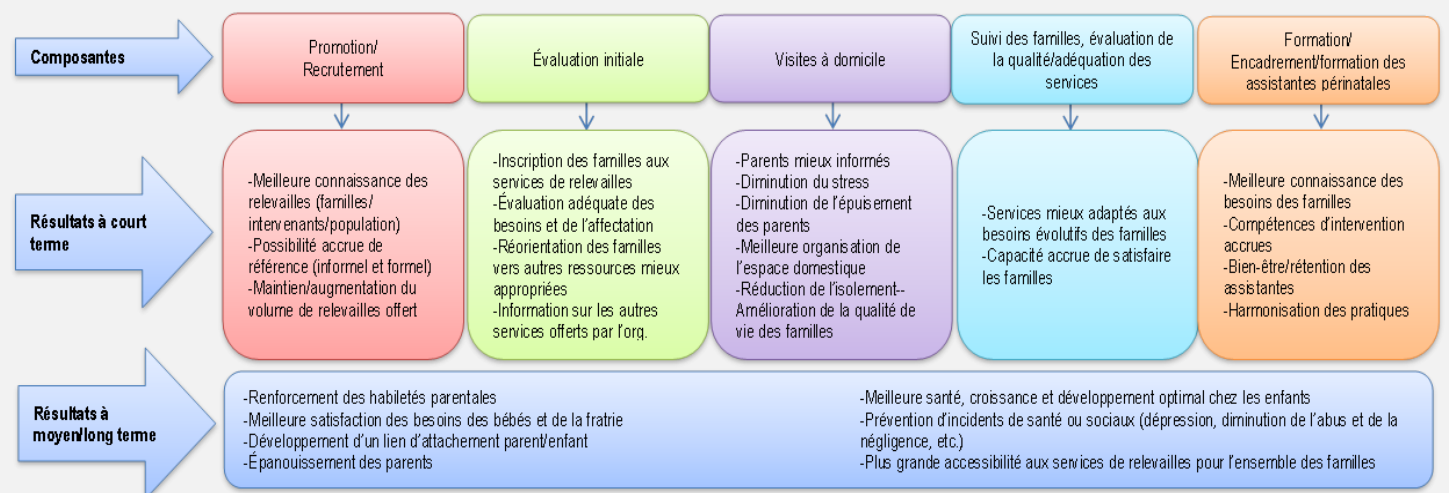 Composantes
Promotion/
Recrutement
Évaluation initiale
Visites à domicile
Suivi des familles, évaluation de
la qualité/adéquation des
services
Formation/
Encadrement/formation des
assistantes périnatales
Résultats à court
terme
-Meilleure connaissance des
relevailles (familles/
intervenants/population)
-Possibilité accrue de
référence (informel et formel)
-Maintien/augmentation du
volume de relevailles offert
-Inscription des familles aux
services de relevailles
-Évaluation adéquate des
besoins et de l'affectation
-Réorientation des familles
vers autres ressources mieux
appropriées
-Information sur les autres
services offerts par l'org.
-Parents mieux informés
-Diminution du stress
-Diminution de l'épuisement
des parents
-Meilleure organisation de
l'espace domestique
-Réduction de l'isolement--
Amélioration de la qualité de
vie des familles
-Services mieux adaptés aux
besoins évolutifs des familles
-Capacité accrue de satisfaire
les familles
-Meilleure connaissance des
besoins des familles
-Compétences d'intervention
accrues
-Bien-être/rétention des
assistantes
-Harmonisation des pratiques
Résultats à
moyen/long terme
-Renforcement des habiletés parentales
-Meilleure satisfaction des besoins des bébés et de la fratrie
-Développement d'un lien d'attachement parent/enfant
-Épanouissement des parents
-Meilleure santé, croissance et développement optimal chez les enfants
-Prévention d'incidents de santé ou sociaux (dépression, diminution de l'abus et de la
négligence, etc.)
-Plus grande accessibilité aux services de relevailles pour l'ensemble des familles